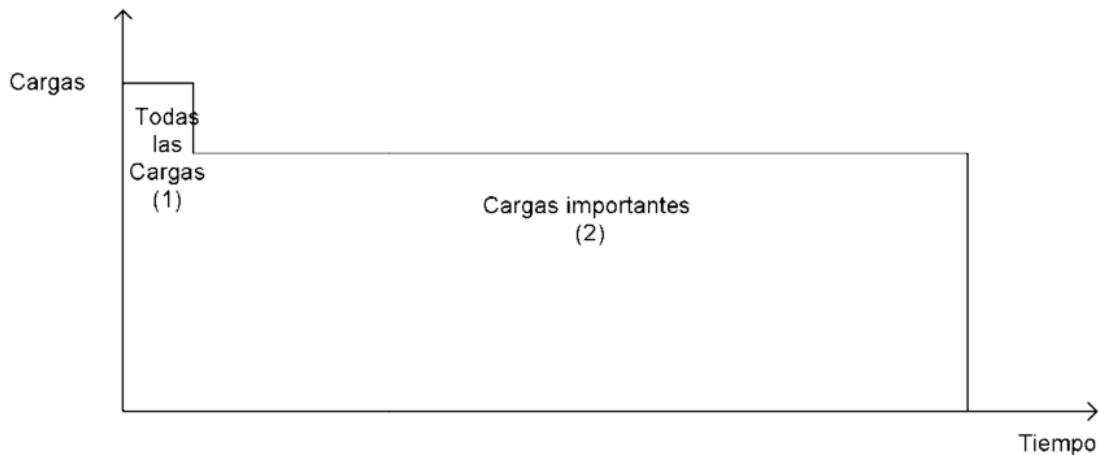 Cargas
Todas
las
Cargas
(1)
Cargas importantes
(2)
Tiempo